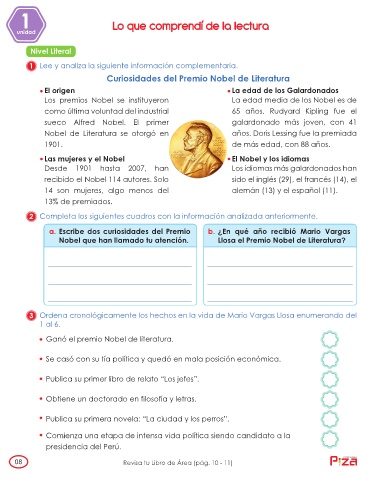 1
unidad
Lo que comprendí de la lectura
Nivel Literal
1 Lee y analiza la siguiente información complementaria.
Curiosidades del Premio Nobel de Literatura
• El origen
Los premios Nobel se instituyeron
como última voluntad del industrial
sueco Alfred Nobel. El primer
Nobel de Literatura se otorgó en
1901.
• Las mujeres y el Nobel
Desde 1901 hasta 2007, han
recibido el Nobel 114 autores. Solo
14 son mujeres, algo menos del
13% de premiados.
• La edad de los Galardonados
La edad media de los Nobel es de
65 años. Rudyard Kipling fue el
galardonado más joven, con 41
años. Doris Lessing fue la premiada
de más edad, con 88 años.
• El Nobel y los idiomas
Los idiomas más galardonados han
sido el inglés (29), el francés (14), el
alemán (13) y el español (11).
2 Completa los siguientes cuadros con la información analizada anteriormente.
a. Escribe dos curiosidades del Premio
Nobel que han llamado tu atención.
b. ¿En qué año recibió Mario Vargas
Llosa el Premio Nobel de Literatura?
3 Ordena cronológicamente los hechos en la vida de Mario Vargas Llosa enumerando del
1 al 6.
• Ganó el premio Nobel de literatura.
• Se casó con su tía política y quedó en mala posición económica.
• Publica su primer libro de relato “Los jefes”.
• Obtiene un doctorado en filosofía y letras.
• Publica su primera novela: “La ciudad y los perros”.
• Comienza una etapa de intensa vida política siendo candidato a la
presidencia del Perú.
08
Revisa tu Libro de Área (pág. 10 - 11)